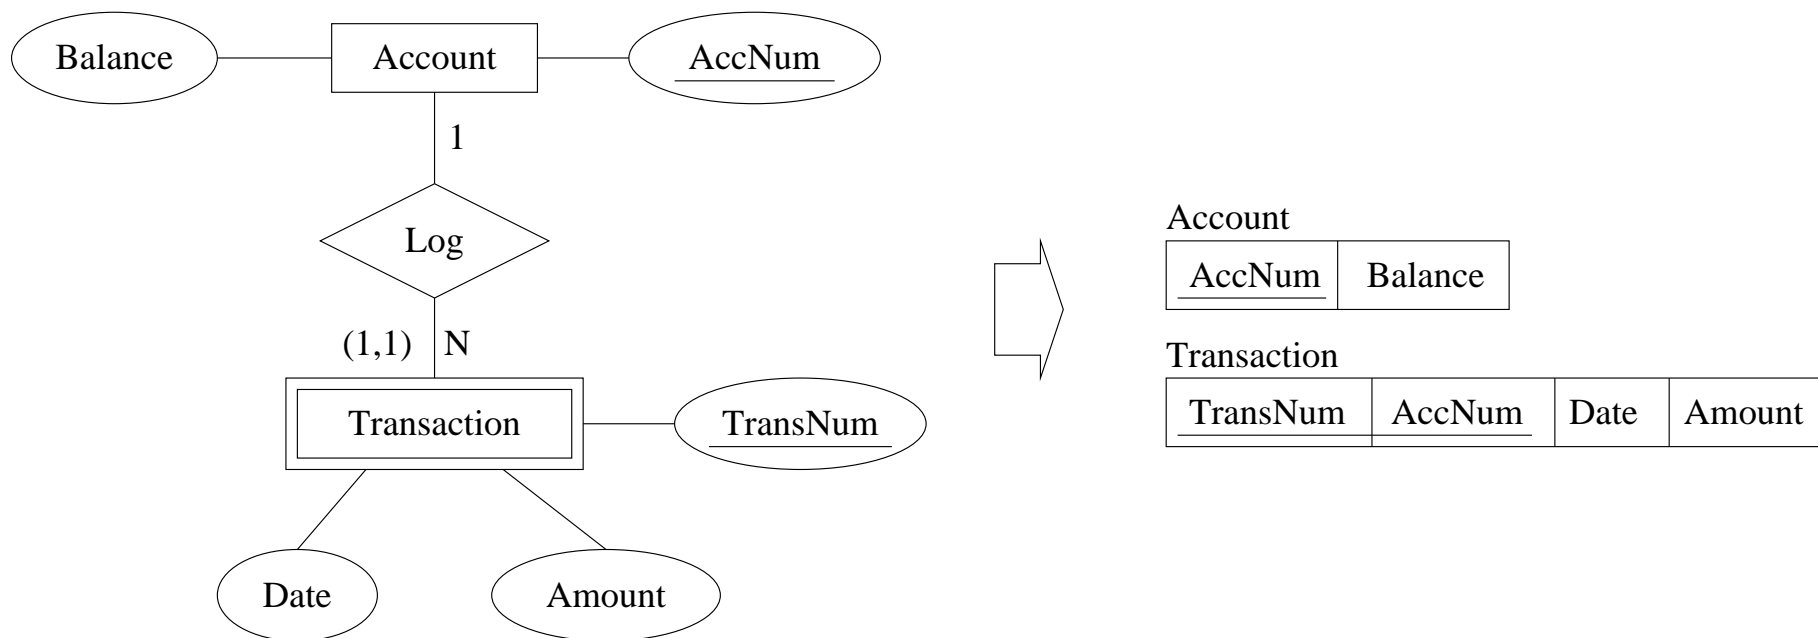 Balance Account AccNum
1
Log
(1,1) N
Transaction TransNum
Date Amount
Account
AccNum Balance
Transaction
TransNum AccNum Date Amount